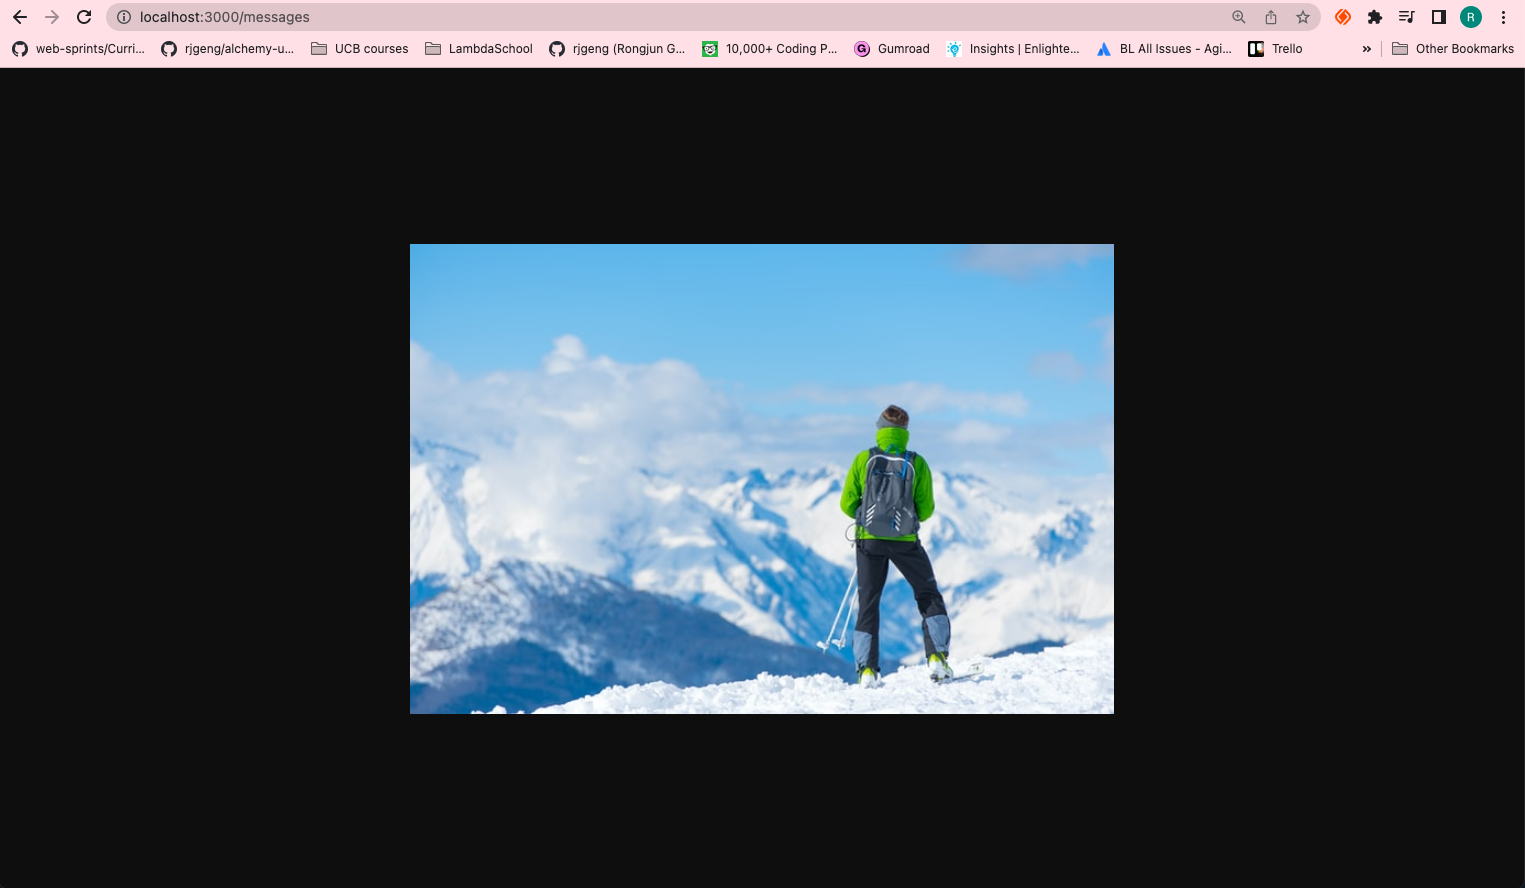 localhost:3000/messages
R
web-sprints/Curri... rjgeng/alchemy-u... UCB courses LambdaSchool rjgeng (Rongjun G... 10,000+ Coding P... G Gumroad Insights | Enlighte... BL All Issues - Agi... Trello » Other Bookmarks